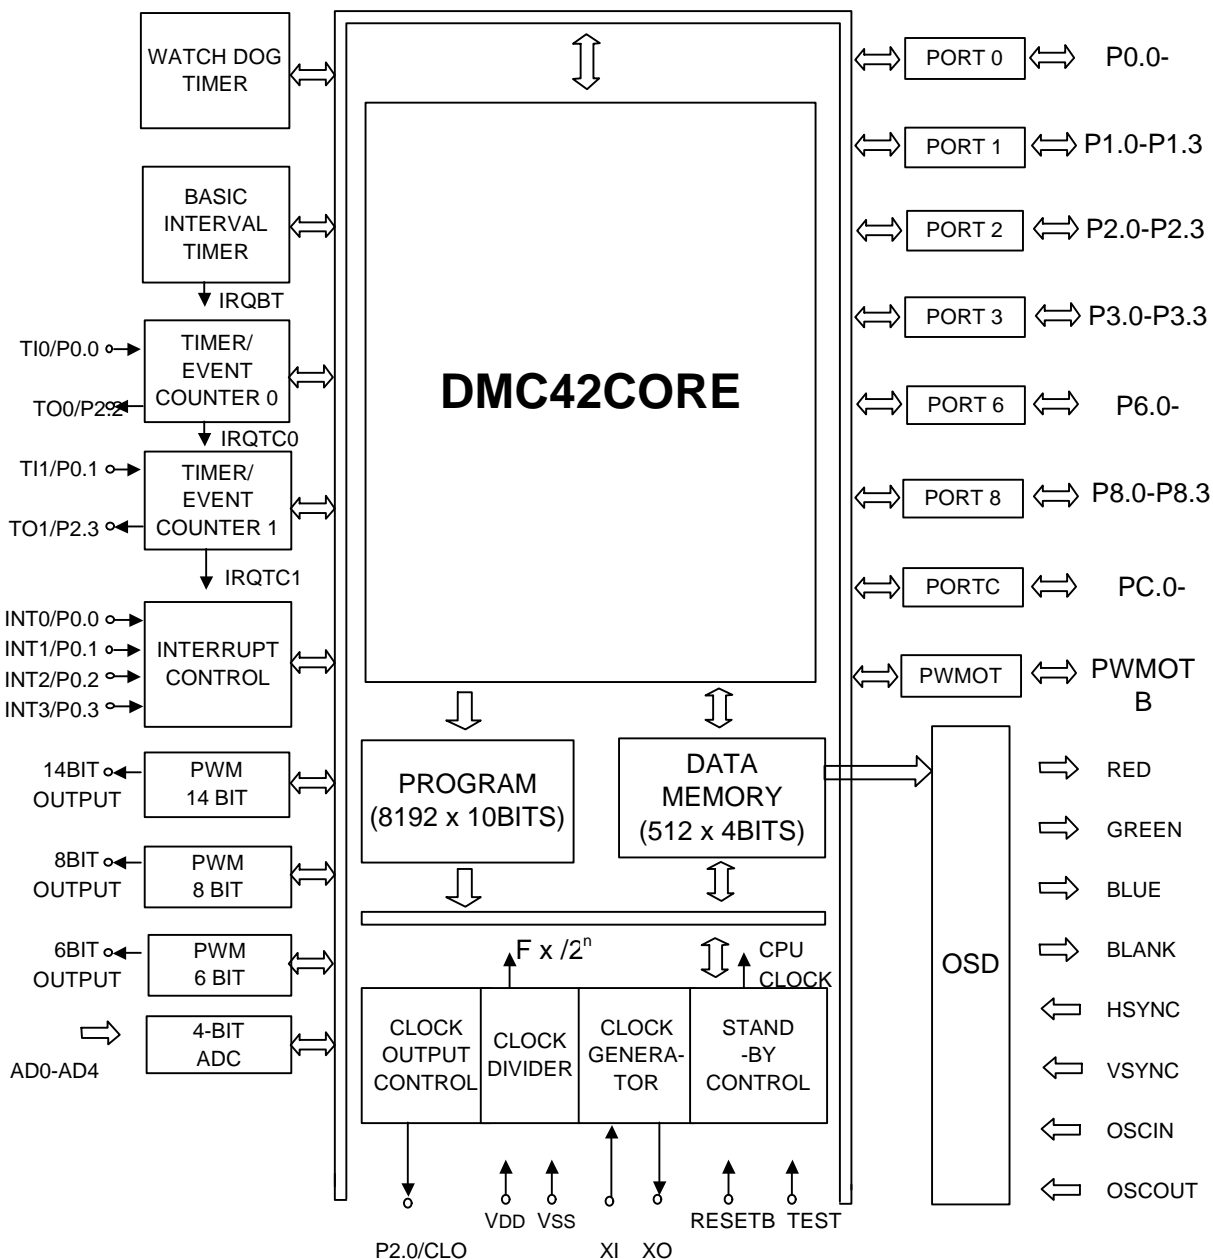 WATCH DOG
TIMER
BASIC
INTERVAL
TIMER
IRQBT
TI0/P0.0
TIMER/
EVENT
COUNTER 0
TO0/P2.2
IRQTC0
TI1/P0.1
TIMER/
EVENT
COUNTER 1
TO1/P2.3
IRQTC1
INT0/P0.0
INT1/P0.1
INT2/P0.2
INT3/P0.3
INTERRUPT
CONTROL
14BIT
OUTPUT
PWM
14 BIT
8BIT
OUTPUT
PWM
8 BIT
6BIT
OUTPUT
PWM
6 BIT
AD0-AD4
4-BIT
ADC
DMC42CORE
PROGRAM
(8192 x 10BITS)
DATA
MEMORY
(512 x 4BITS)
F x /2ⁿ
CPU
CLOCK
CLOCK
OUTPUT
CONTROL
CLOCK
DIVIDER
CLOCK
GENERA-
TOR
STAND
-BY
CONTROL
P2.0/CLO
VDD
VSS
XI
XO
RESETB
TEST
PORT 0
P0.0-
PORT 1
P1.0-P1.3
PORT 2
P2.0-P2.3
PORT 3
P3.0-P3.3
PORT 6
P6.0-
PORT 8
P8.0-P8.3
PORTC
PC.0-
PWMOT
PWMOT
B
OSD
RED
GREEN
BLUE
BLANK
HSYNC
VSYNC
OSCIN
OSCOUT